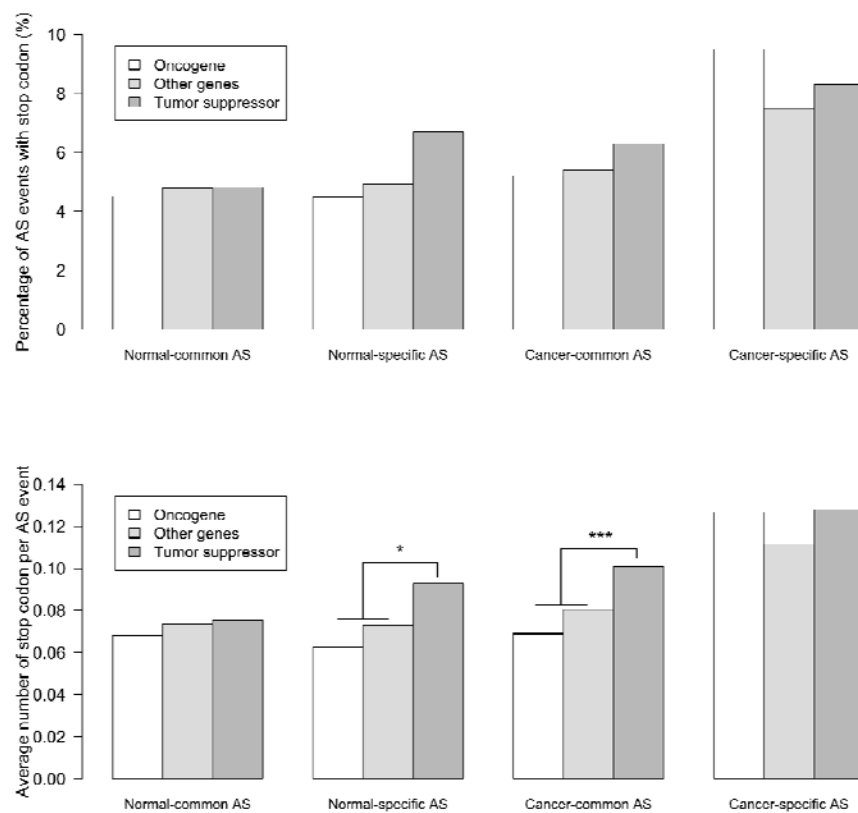 Percentage of AS events with stop codon (%)
10
8
6
4
2
0
Oncogene
Other genes
Tumor suppressor
Normal-common AS
Normal-specific AS
Cancer-common AS
Cancer-specific AS
Average number of stop codon per AS event
0.14
0.12
0.10
0.08
0.06
0.04
0.02
0.00
Oncogene
Other genes
Tumor suppressor
*
***
Normal-common AS
Normal-specific AS
Cancer-common AS
Cancer-specific AS